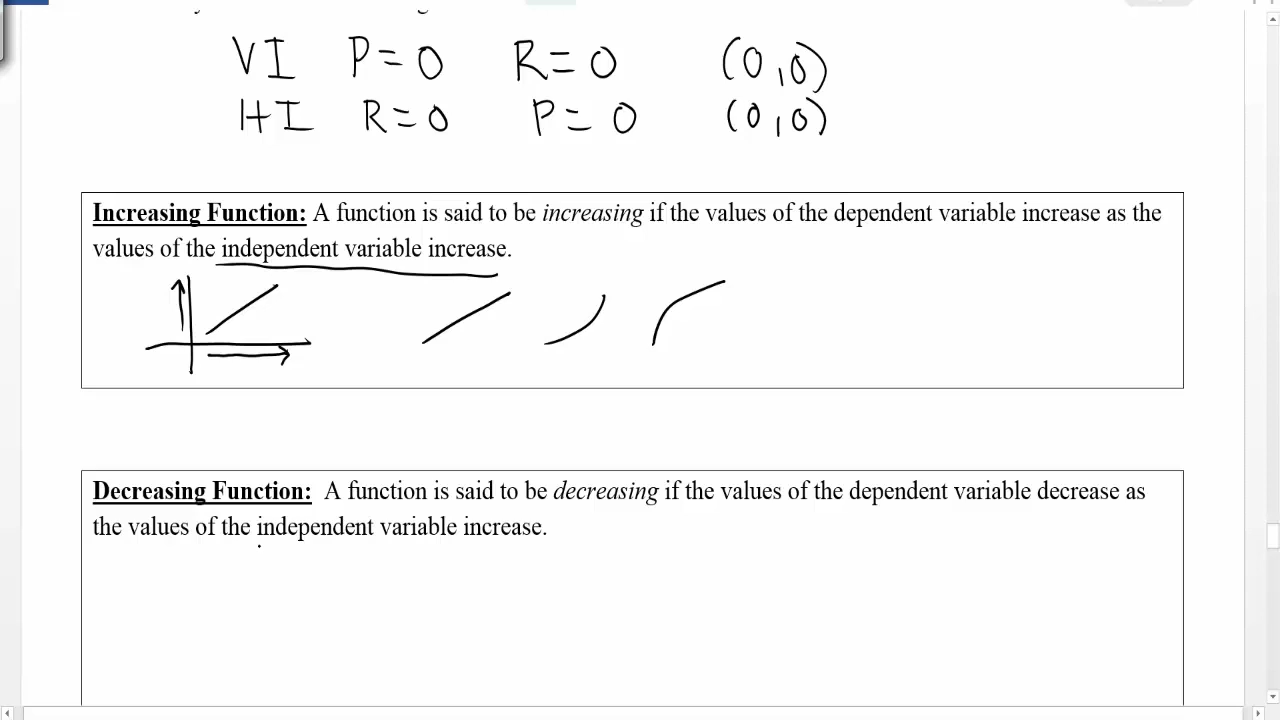 VI P=0 R=0 (0,0)
HI R=0 P=0 (0,0)
Increasing Function: A function is said to be increasing if the values of the dependent variable increase as the
values of the independent variable increase.
Decreasing Function: A function is said to be decreasing if the values of the dependent variable decrease as
the values of the independent variable increase.